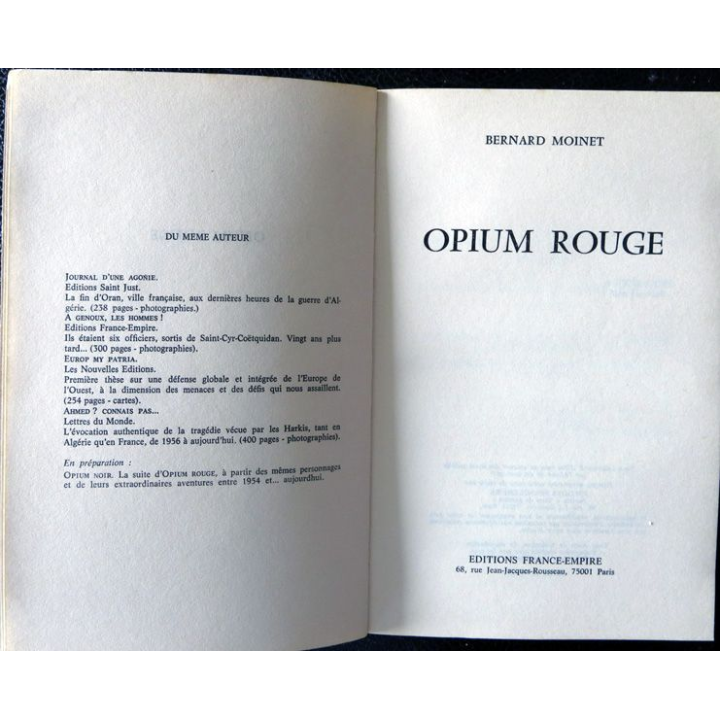 DU MEME AUTEUR
JOURNAL D'UNE AGONIE.
Editions Saint Just.
La fin d'Oran, ville française, aux dernières heures de la guerre d'Al-
gérie. (238 pages - photographies.)
A GENOUX, LES HOMMES !
Editions France-Empire.
Ils étaient six officiers, sortis de Saint-Cyr-Coëtquidan. Vingt ans plus
tard... (300 pages - photographies).
EUROP MY PATRIA.
Les Nouvelles Editions.
Première thèse sur une défense globale et intégrée de l'Europe de
l'Ouest, à la dimension des menaces et des défis qui nous assaillent.
(254 pages - cartes).
AHMED ? CONNAIS PAS...
Lettres du Monde.
L'évocation authentique de la tragédie vécue par les Harkis, tant en
Algérie qu'en France, de 1956 à aujourd'hui. (400 pages - photographies).
En préparation :
OPIUM NOIR. La suite d'OPIUM ROUGE, à partir des mêmes personnages
et de leurs extraordinaires aventures entre 1954 et... aujourdhui.
BERNARD MOINET
OPIUM ROUGE
EDITIONS FRANCE-EMPIRE
68, rue Jean-Jacques-Rousseau, 75001 Paris